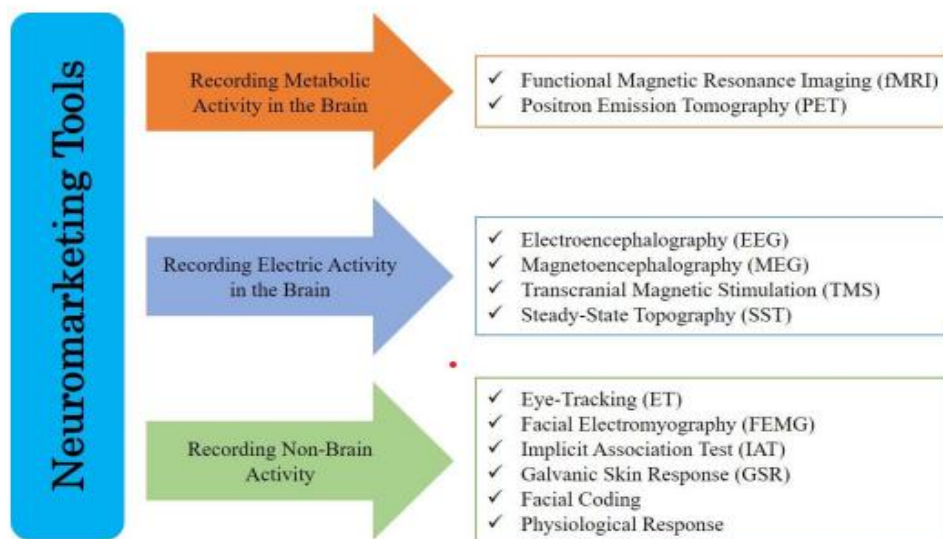 Neuromarketing Tools
Recording Metabolic
Activity in the Brain
✓ Functional Magnetic Resonance Imaging (fMRI)
✓ Positron Emission Tomography (PET)
Recording Electric Activity
in the Brain
✓ Electroencephalography (EEG)
✓ Magnetoencephalography (MEG)
✓ Transcranial Magnetic Stimulation (TMS)
✓ Steady-State Topography (SST)
Recording Non-Brain
Activity
✓ Eye-Tracking (ET)
✓ Facial Electromyography (FEMG)
✓ Implicit Association Test (IAT)
✓ Galvanic Skin Response (GSR)
✓ Facial Coding
✓ Physiological Response